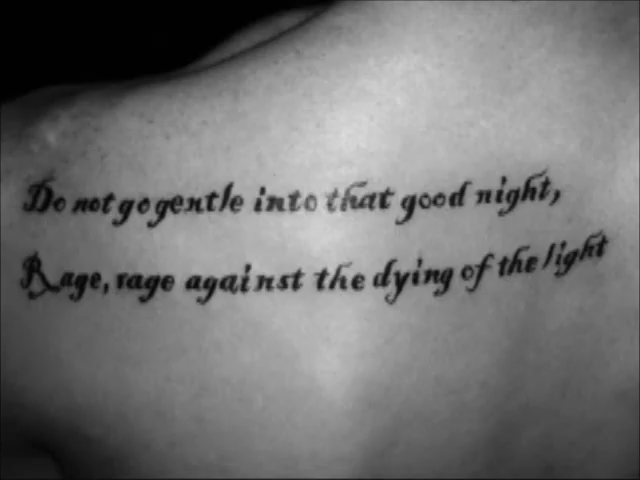 Do not go gentle into that good night,
Rage, rage against the dying of the light